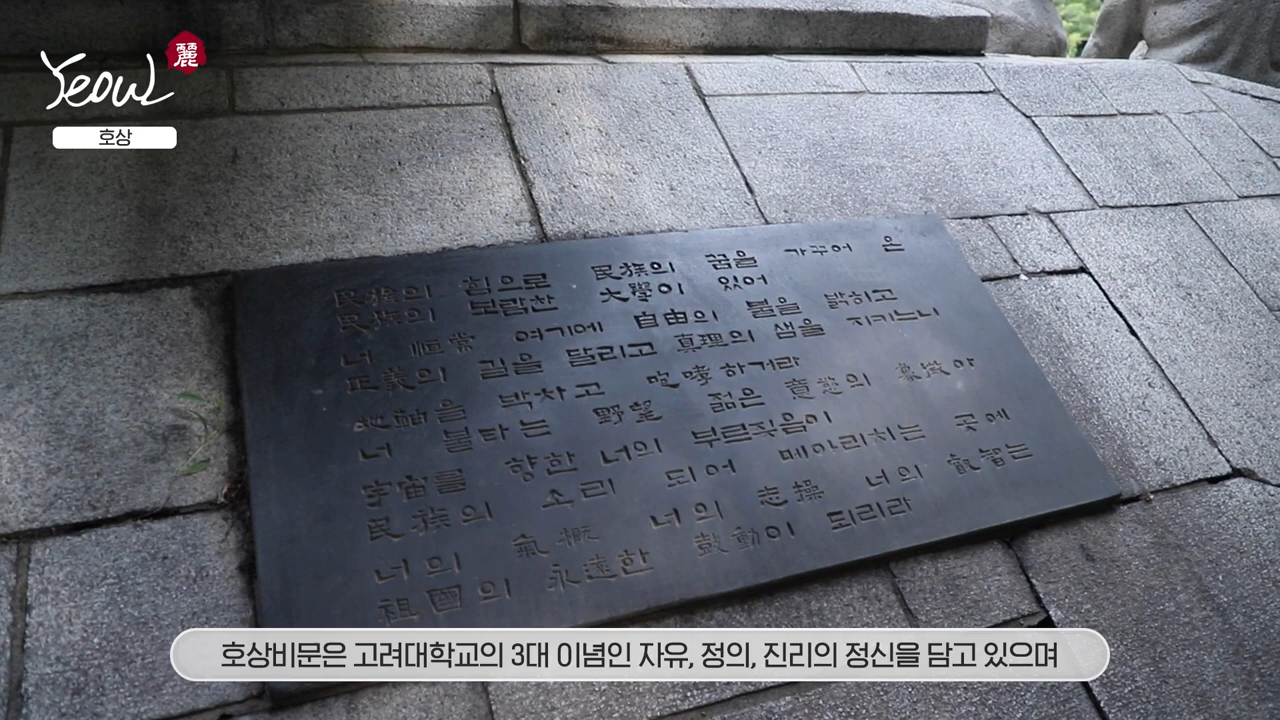 Yeoul
麗
호상
民族의 힘으로 民族의 꿈을 가꾸어 온
民族의 보람찬 大學이 있어
너 恒常 여기에 自由의 불을 밝히고
正義의 길을 달리고 眞理의 샘을 지키느니
地軸을 박차고 咆哮하거라
너 불타는 野望 젊은 意慾의 象徵아
宇宙를 향한 너의 부르짖음이
民族의 소리 되어 메아리치는 곳에
너의 氣槪 너의 志操 너의 叡智는
祖國의 永遠한 鼓動이 되리라
호상비문은 고려대학교의 3대 이념인 자유, 정의, 진리의 정신을 담고 있으며